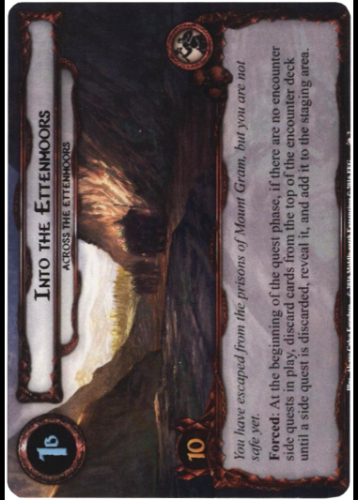 1B
INTO THE ETTENMOORS
ACROSS THE ETTENMOORS
10
You have escaped from the prisons of Mount Gram, but you are not
safe yet.
Forced: At the beginning of the quest phase, if there are no encounter
side quests in play, discard cards from the top of the encounter deck
until a side quest is discarded, reveal it, and add it to the staging area.